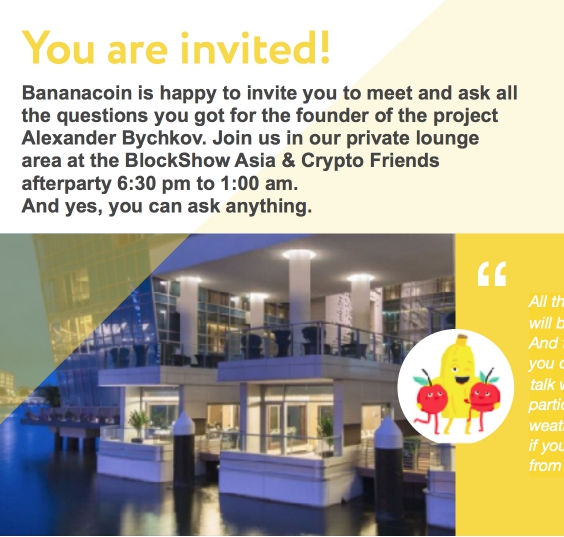 You are invited!
Bananacoin is happy to invite you to meet and ask all
the questions you got for the founder of the project
Alexander Bychkov. Join us in our private lounge
area at the BlockShow Asia & Crypto Friends
afterparty 6:30 pm to 1:00 am.
And yes, you can ask anything.
“
All th
will b
And
you
talk
partic
weat
if you
from